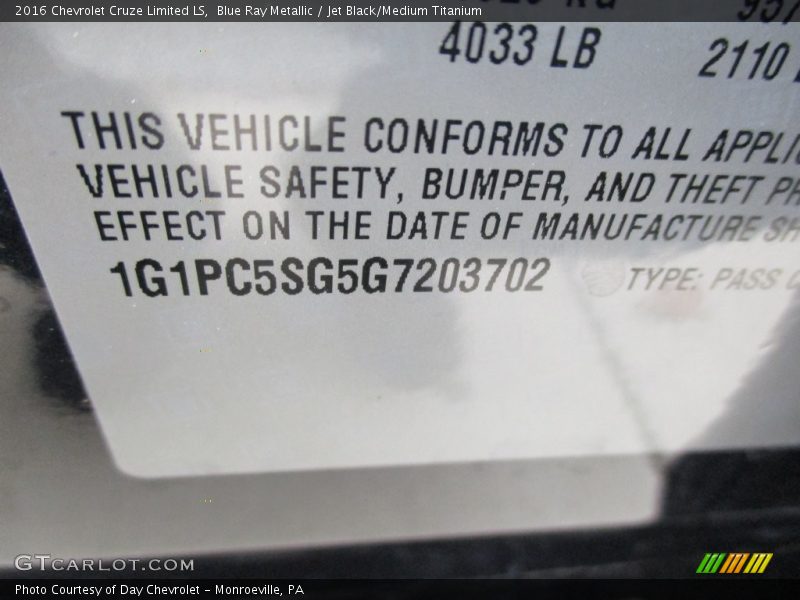 2016 Chevrolet Cruze Limited LS,  Blue Ray Metallic / Jet Black/Medium Titanium
4033 LB 2110
THIS VEHICLE CONFORMS TO ALL
VEHICLE SAFETY, BUMPER, AND THEFT
EFFECT ON THE DATE OF MANUFACTURE
1G1PC5SG5G7203702 TYPE: PASS
GTCARLOT.COM
Photo Courtesy of Day Chevrolet - Monroeville, PA